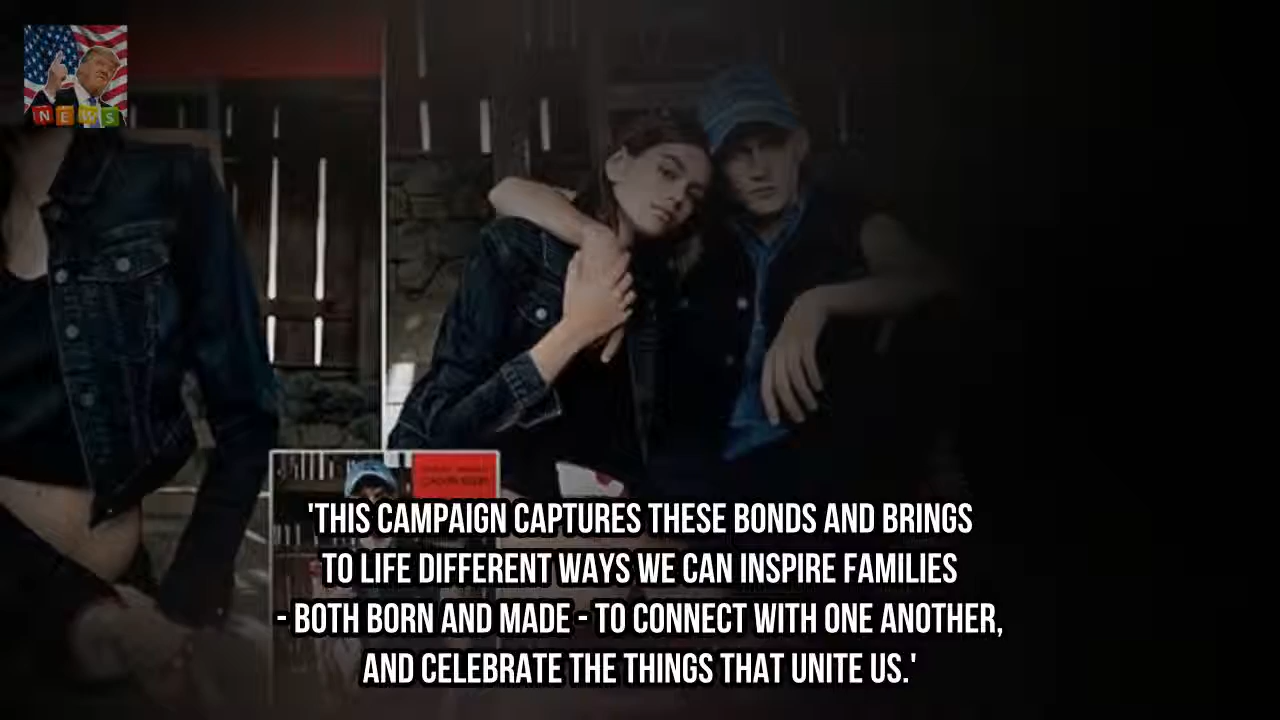 NEWS
'THIS CAMPAIGN CAPTURES THESE BONDS AND BRINGS
TO LIFE DIFFERENT WAYS WE CAN INSPIRE FAMILIES
- BOTH BORN AND MADE - TO CONNECT WITH ONE ANOTHER,
AND CELEBRATE THE THINGS THAT UNITE US.'